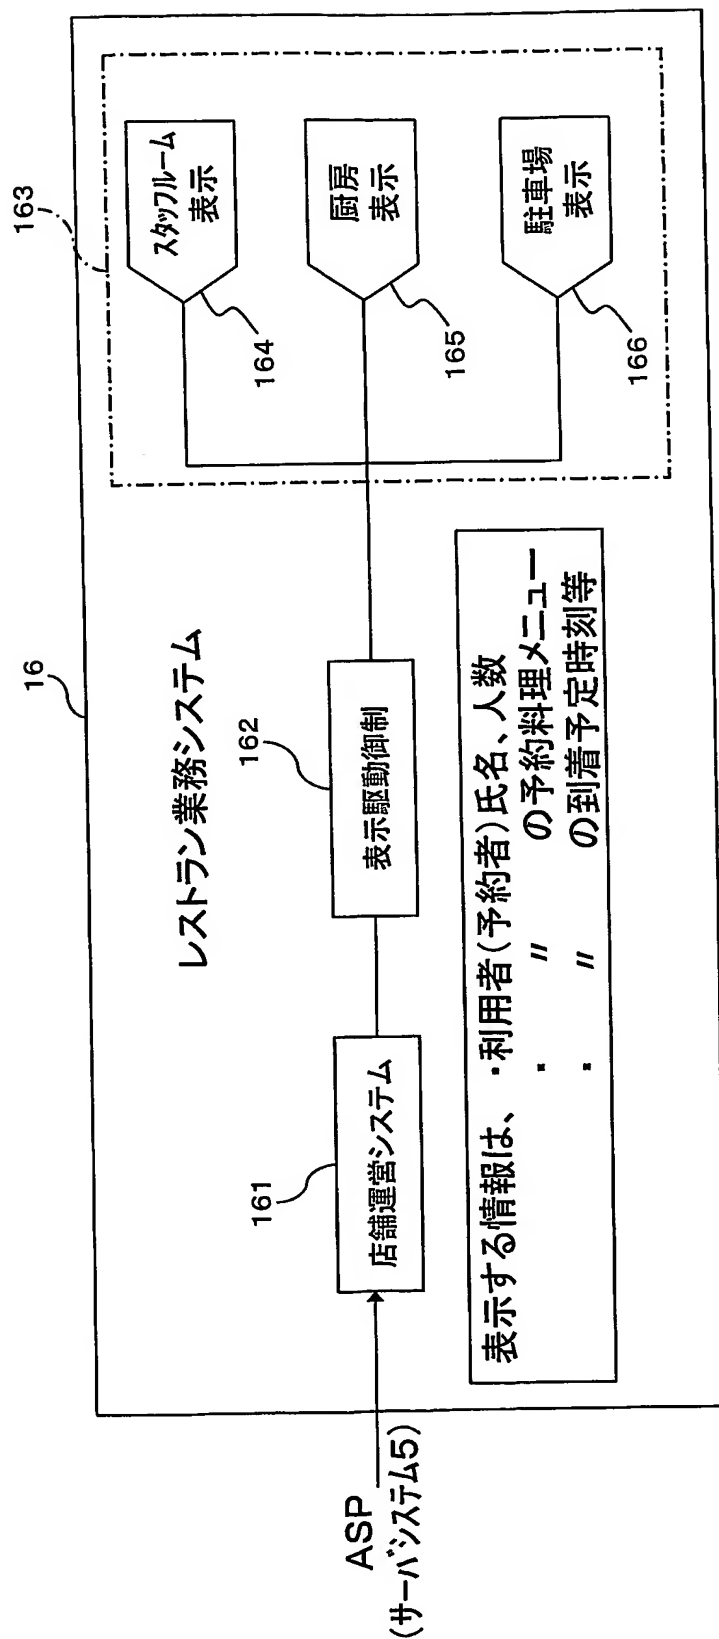 16
レストラン業務システム
ASP
(サーバシステム5)
161
店舗運営システム
162
表示駆動御制
163
スタッフルーム
表示
164
厨房
表示
165
駐車場
表示
166
表示する情報は、・利用者(予約者)氏名、人数
・ 〃 の予約料理メニュー
・ 〃 の到着予定時刻等